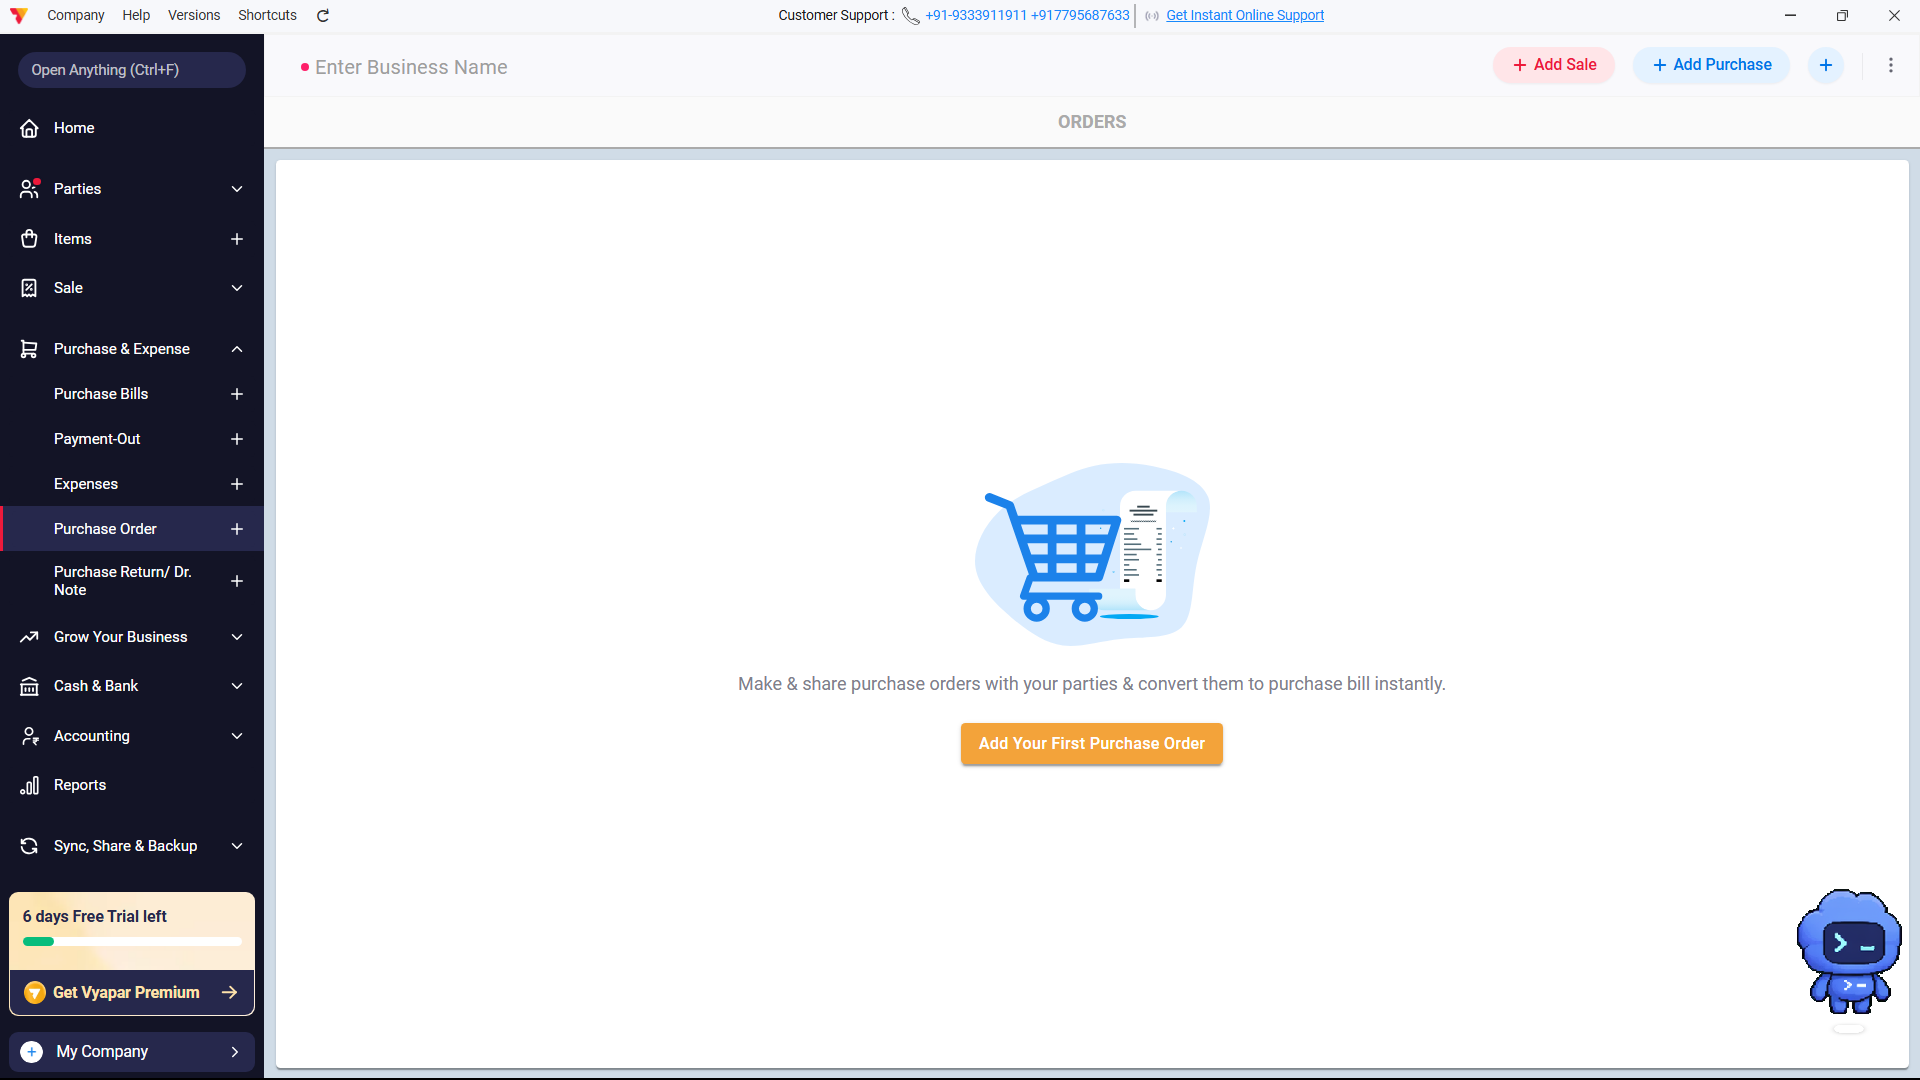 Company Help Versions Shortcuts
Customer Support : +91-9333911911 +917795687633 Get Instant Online Support
Open Anything (Ctrl+F)
Enter Business Name
+ Add Sale
+ Add Purchase
ORDERS
Home
Parties
Items
Sale
Purchase & Expense
Purchase Bills
Payment-Out
Expenses
Purchase Order
Purchase Return/ Dr.
Note
Grow Your Business
Cash & Bank
Accounting
Reports
Sync, Share & Backup
6 days Free Trial left
Get Vyapar Premium
My Company
Make & share purchase orders with your parties & convert them to purchase bill instantly.
Add Your First Purchase Order